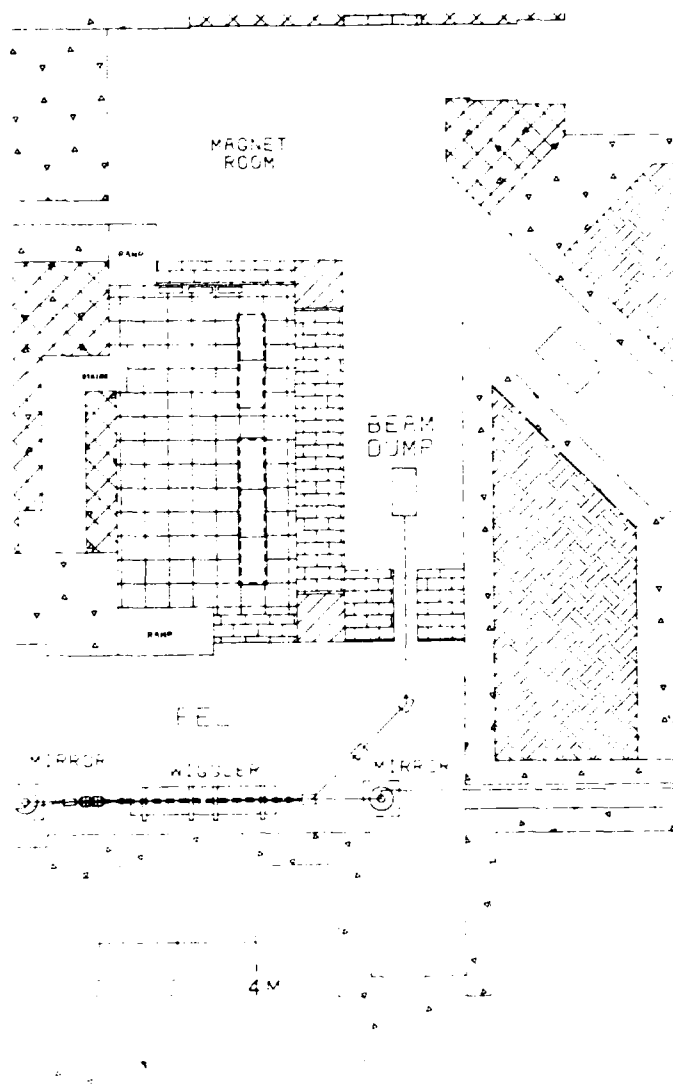 MAGNET
ROOM
RAMP
STAIRS
BEAM
DUMP
RAMP
FEL
MIRROR
WIGGLER
MIRROR
4 M